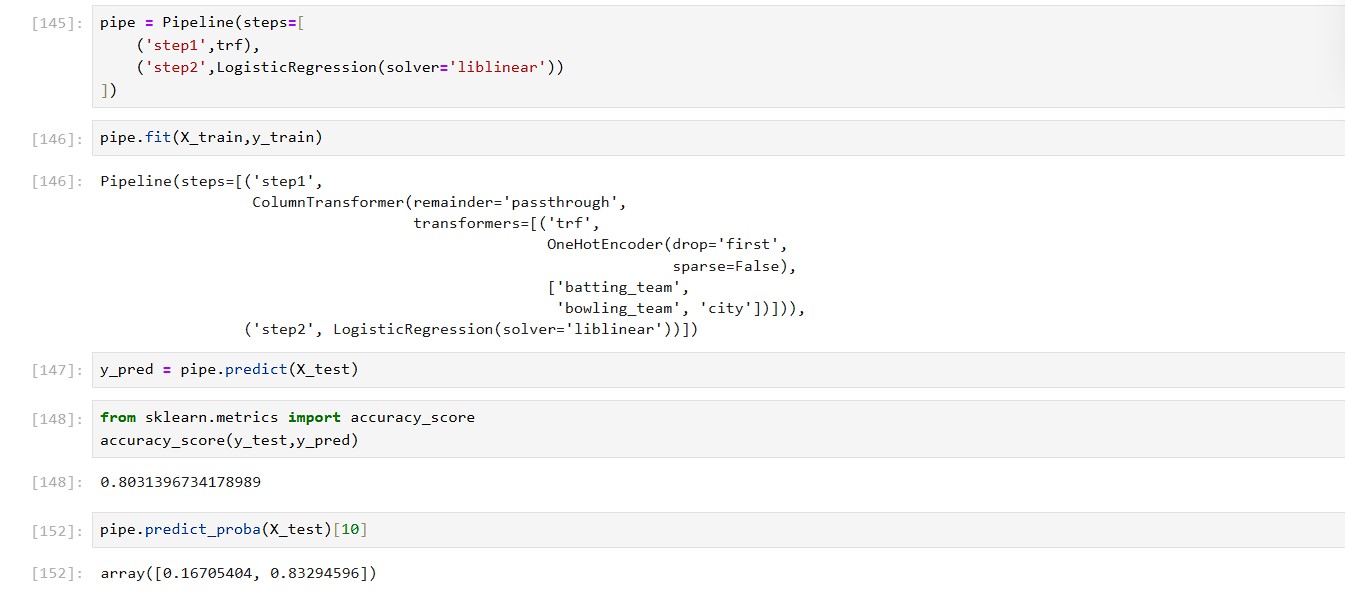 [145]: pipe = Pipeline(steps=[
('step1',trf),
('step2',LogisticRegression(solver='liblinear'))
])
[146]: pipe.fit(X_train,y_train)
[146]: Pipeline(steps=[('step1',
ColumnTransformer(remainder='passthrough',
transformers=[('trf',
OneHotEncoder(drop='first',
sparse=False),
['batting_team',
'bowling_team', 'city'])])),
('step2', LogisticRegression(solver='liblinear'))])
[147]: y_pred = pipe.predict(X_test)
[148]: from sklearn.metrics import accuracy_score
accuracy_score(y_test,y_pred)
[148]: 0.8031396734178989
[152]: pipe.predict_proba(X_test)[10]
[152]: array([0.16705404, 0.83294596])